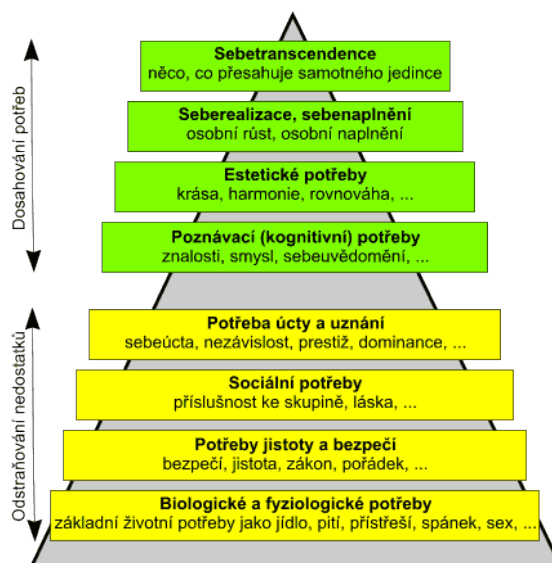 Sebetranscendence
něco, co přesahuje samotného jedince
Seberealizace, sebenaplnění
osobní růst, osobní naplnění
Estetické potřeby
krása, harmonie, rovnováha, ...
Poznávací (kognitivní) potřeby
znalosti, smysl, sebeuvědomění, ...
Dosahování potřeb
Potřeba úcty a uznání
sebeúcta, nezávislost, prestiž, dominance, ...
Sociální potřeby
příslušnost ke skupině, láska, ...
Potřeby jistoty a bezpečí
bezpečí, jistota, zákon, pořádek, ...
Biologické a fyziologické potřeby
základní životní potřeby jako jídlo, pití, přístřeší, spánek, sex, ...
Odstraňování nedostatků